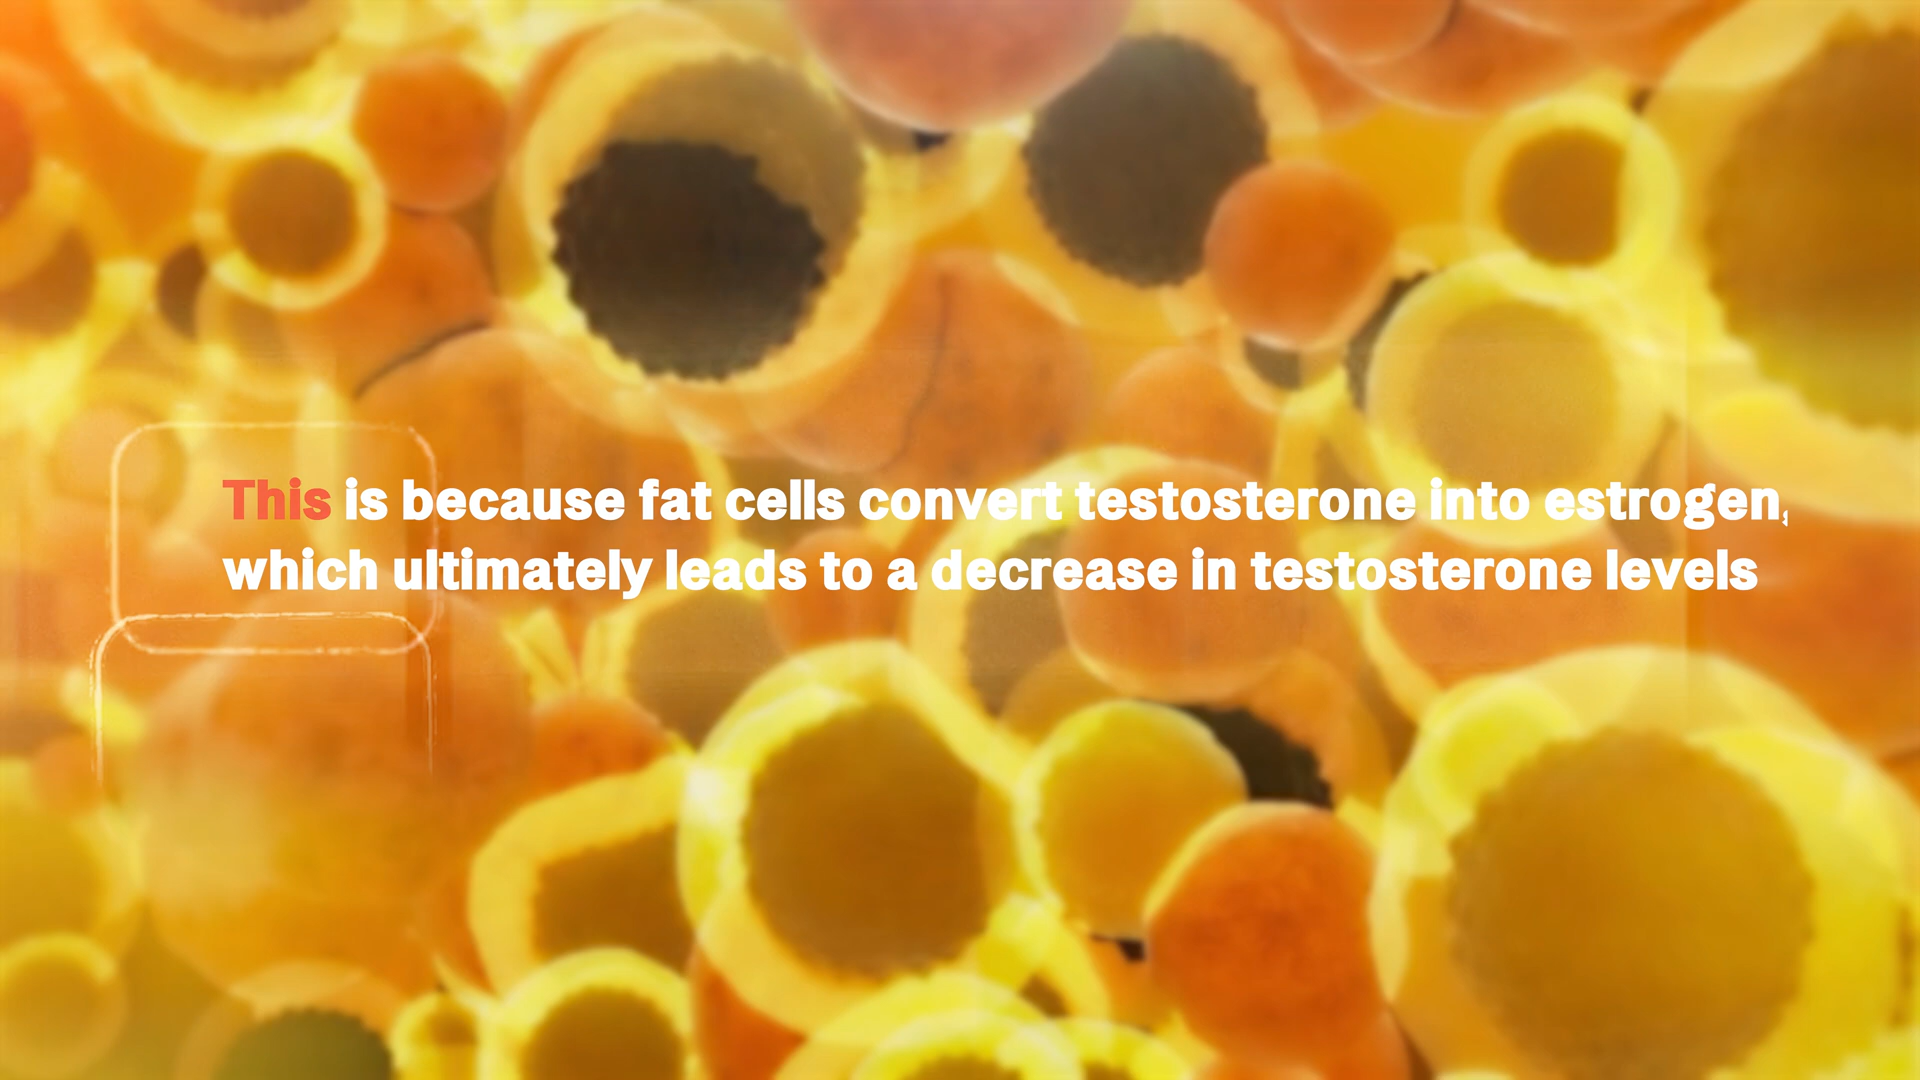 This is because fat cells convert testosterone into estrogen,
which ultimately leads to a decrease in testosterone levels